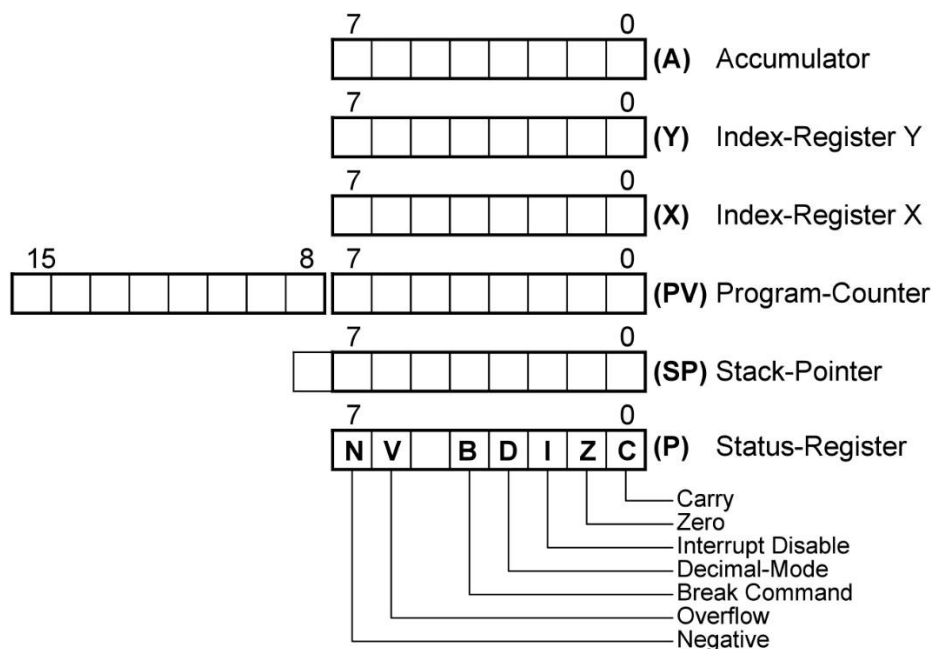 7 0
(A) Accumulator
7 0
(Y) Index-Register Y
7 0
(X) Index-Register X
15 8 7 0
(PV) Program-Counter
7 0
(SP) Stack-Pointer
7 0
N V B D I Z C (P) Status-Register
Carry
Zero
Interrupt Disable
Decimal-Mode
Break Command
Overflow
Negative